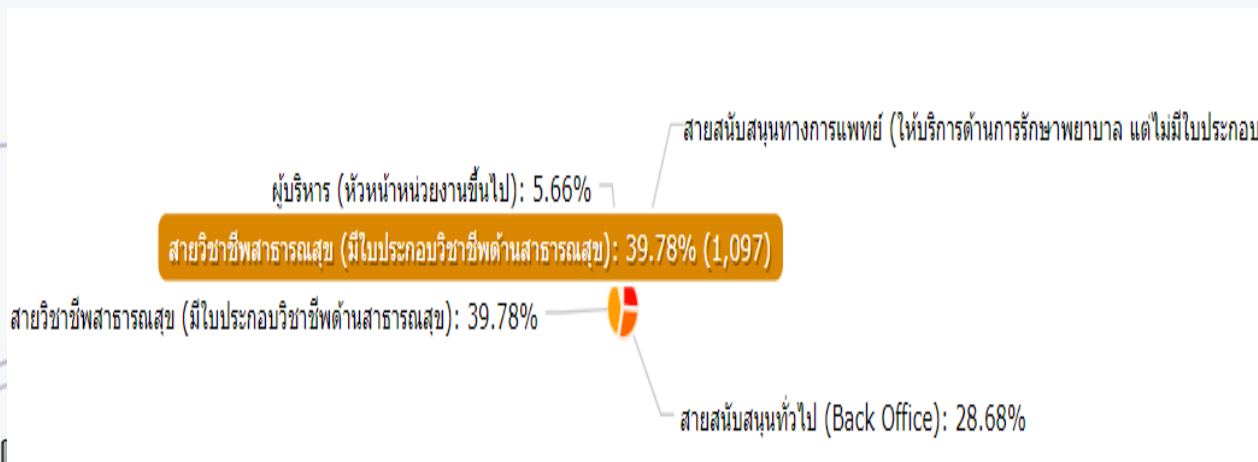 สายสนับสนุนทางการแพทย์ (ให้บริการด้านการรักษาพยาบาล แต่ไม่มีใบประกอบ
ผู้บริหาร (หัวหน้าหน่วยงานขึ้นไป): 5.66%
สายวิชาชีพสาธารณสุข (มีใบประกอบวิชาชีพด้านสาธารณสุข): 39.78% (1,097)
สายวิชาชีพสาธารณสุข (มีใบประกอบวิชาชีพด้านสาธารณสุข): 39.78%
สายสนับสนุนทั่วไป (Back Office): 28.68%